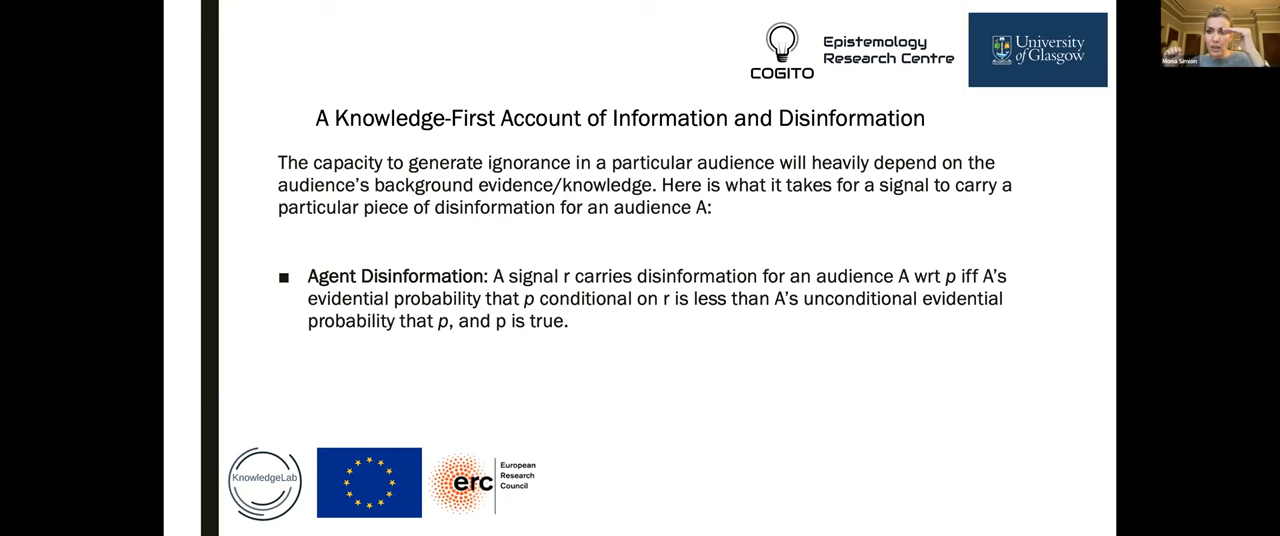 COGITO
Epistemology
Research Centre
University
of Glasgow
Mona Simion
A Knowledge-First Account of Information and Disinformation
The capacity to generate ignorance in a particular audience will heavily depend on the
audience’s background evidence/knowledge. Here is what it takes for a signal to carry a
particular piece of disinformation for an audience A:
■ Agent Disinformation: A signal r carries disinformation for an audience A wrt p iff A’s
evidential probability that p conditional on r is less than A’s unconditional evidential
probability that p, and p is true.
KnowledgeLab
erc
European
Research
Council